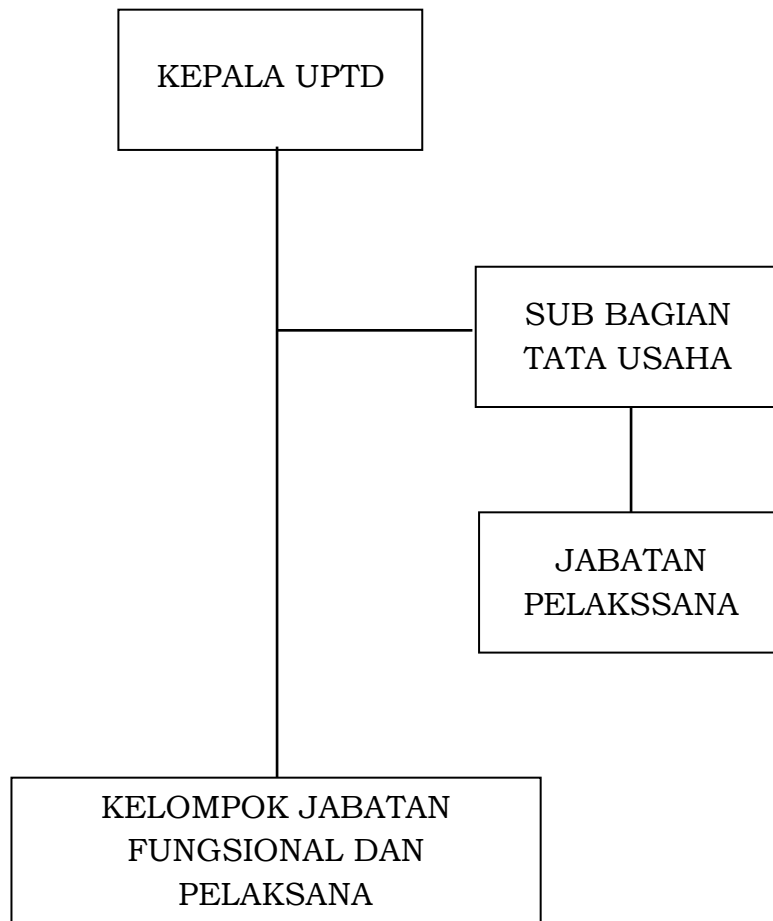 KEPALA UPTD
SUB BAGIAN
TATA USAHA
JABATAN
PELAKSSANA
KELOMPOK JABATAN
FUNGSIONAL DAN
PELAKSANA